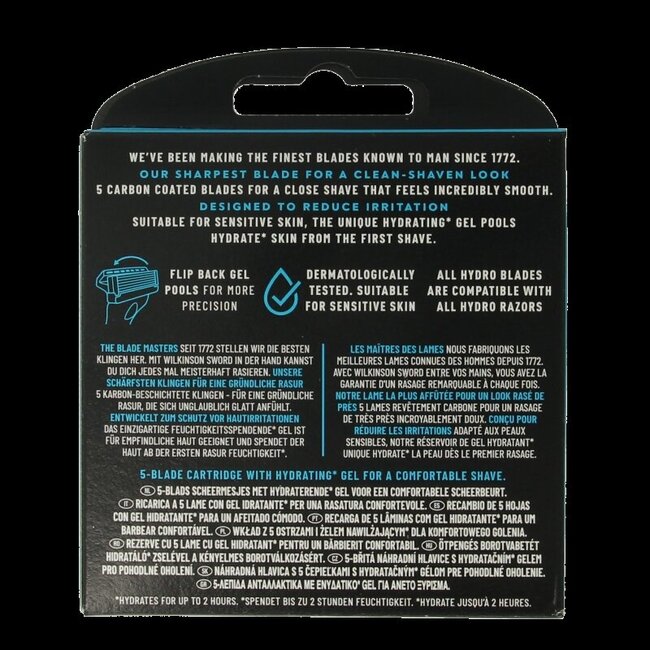 WE'VE BEEN MAKING THE FINEST BLADES KNOWN TO MAN SINCE 1772.
OUR SHARPEST BLADE FOR A CLEAN-SHAVEN LOOK
5 CARBON COATED BLADES FOR A CLOSE SHAVE THAT FEELS INCREDIBLY SMOOTH.
DESIGNED TO REDUCE IRRITATION
SUITABLE FOR SENSITIVE SKIN, THE UNIQUE HYDRATING* GEL POOLS
HYDRATE* SKIN FROM THE FIRST SHAVE.
FLIP BACK GEL
POOLS FOR MORE
PRECISION
DERMATOLOGICALLY
TESTED. SUITABLE
FOR SENSITIVE SKIN
ALL HYDRO BLADES
ARE COMPATIBLE WITH
ALL HYDRO RAZORS
THE BLADE MASTERS SEIT 1772 STELLEN WIR DIE BESTEN
KLINGEN HER. MIT WILKINSON SWORD IN DER HAND KANNST
DU DICH JEDES MAL MEISTERHAFT RASIEREN. UNSERE
SCHÄRFSTEN KLINGEN FÜR EINE GRÜNDLICHE RASUR
5 KARBON-BESCHICHTETE KLINGEN - FÜR EINE GRÜNDLICHE
RASUR, DIE SICH UNGLAUBLICH GLATT ANFÜHLT.
ENTWICKELT ZUM SCHUTZ VOR HAUTIRRITATIONEN
DAS EINZIGARTIGE FEUCHTIGKEITSSPENDENDE* GEL IST
FÜR EMPFINDLICHE HAUT GEEIGNET UND SPENDET DER
HAUT AB DER ERSTEN RASUR FEUCHTIGKEIT*.
LES MAÎTRES DES LAMES NOUS FABRIQUONS LES
MEILLEURES LAMES CONNUES DES HOMMES DEPUIS 1772.
AVEC WILKINSON SWORD ENTRE VOS MAINS, VOUS AVEZ LA
GARANTIE D'UN RASAGE REMARQUABLE À CHAQUE FOIS.
NOTRE LAME LA PLUS AFFÛTÉE POUR UN LOOK RASÉ DE
PRÈS 5 LAMES REVÊTEMENT CARBONE POUR UN RASAGE
DE TRÈS PRÈS INCROYABLEMENT DOUX. CONÇU POUR
RÉDUIRE LES IRRITATIONS ADAPTÉ AUX PEAUX
SENSIBLES, NOTRE RÉSERVOIR DE GEL HYDRATANT*
UNIQUE HYDRATE* LA PEAU DÈS LE PREMIER RASAGE.
5-BLADE CARTRIDGE WITH HYDRATING* GEL FOR A COMFORTABLE SHAVE.
NL 5-BLADS SCHEERMESJES MET HYDRATERENDE* GEL VOOR EEN COMFORTABELE SCHEERBEURT.
IT RICARICA A 5 LAME CON GEL IDRATANTE* PER UNA RASATURA CONFORTEVOLE. ES RECAMBIO DE 5 HOJAS
CON GEL HIDRATANTE* PARA UN AFEITADO CÓMODO. PT RECARGA DE 5 LÂMINAS COM GEL HIDRATANTE* PARA UM
BARBEAR CONFORTÁVEL. PL WKŁAD Z 5 OSTRZAMI I ŻELEM NAWILŻAJĄCYM*, DLA KOMFORTOWEGO GOLENIA.
RO REZERVE CU 5 LAME CU GEL HIDRATANT* PENTRU UN BĂRBIERIT CONFORTABIL. HU ÖTPENGÉS BOROTVABETÉT
HIDRATÁLÓ* ZSELÉVEL A KÉNYELMES BOROTVÁLKOZÁSÉRT. CZ 5-BŘITÁ NÁHRADNÍ HLAVICE S HYDRATAČNÍM* GELEM
PRO POHODLNÉ OHOLENÍ. SK NÁHRADNÁ HLAVICA S 5 ČEPIEĽKAMI S HYDRATAČNÝM* GÉLOM PRE POHODLNÉ OHOLENIE.
GR 5-ΛΕΠΙΔΑ ΑΝΤΑΛΛΑΚΤΙΚΑ ΜΕ ΕΝΥΔΑΤΙΚΟ* GEL ΓΙΑ ΑΝΕΤΟ ΞΥΡΙΣΜΑ.
*HYDRATES FOR UP TO 2 HOURS. *SPENDET BIS ZU 2 STUNDEN FEUCHTIGKEIT. *HYDRATE JUSQU'À 2 HEURES.